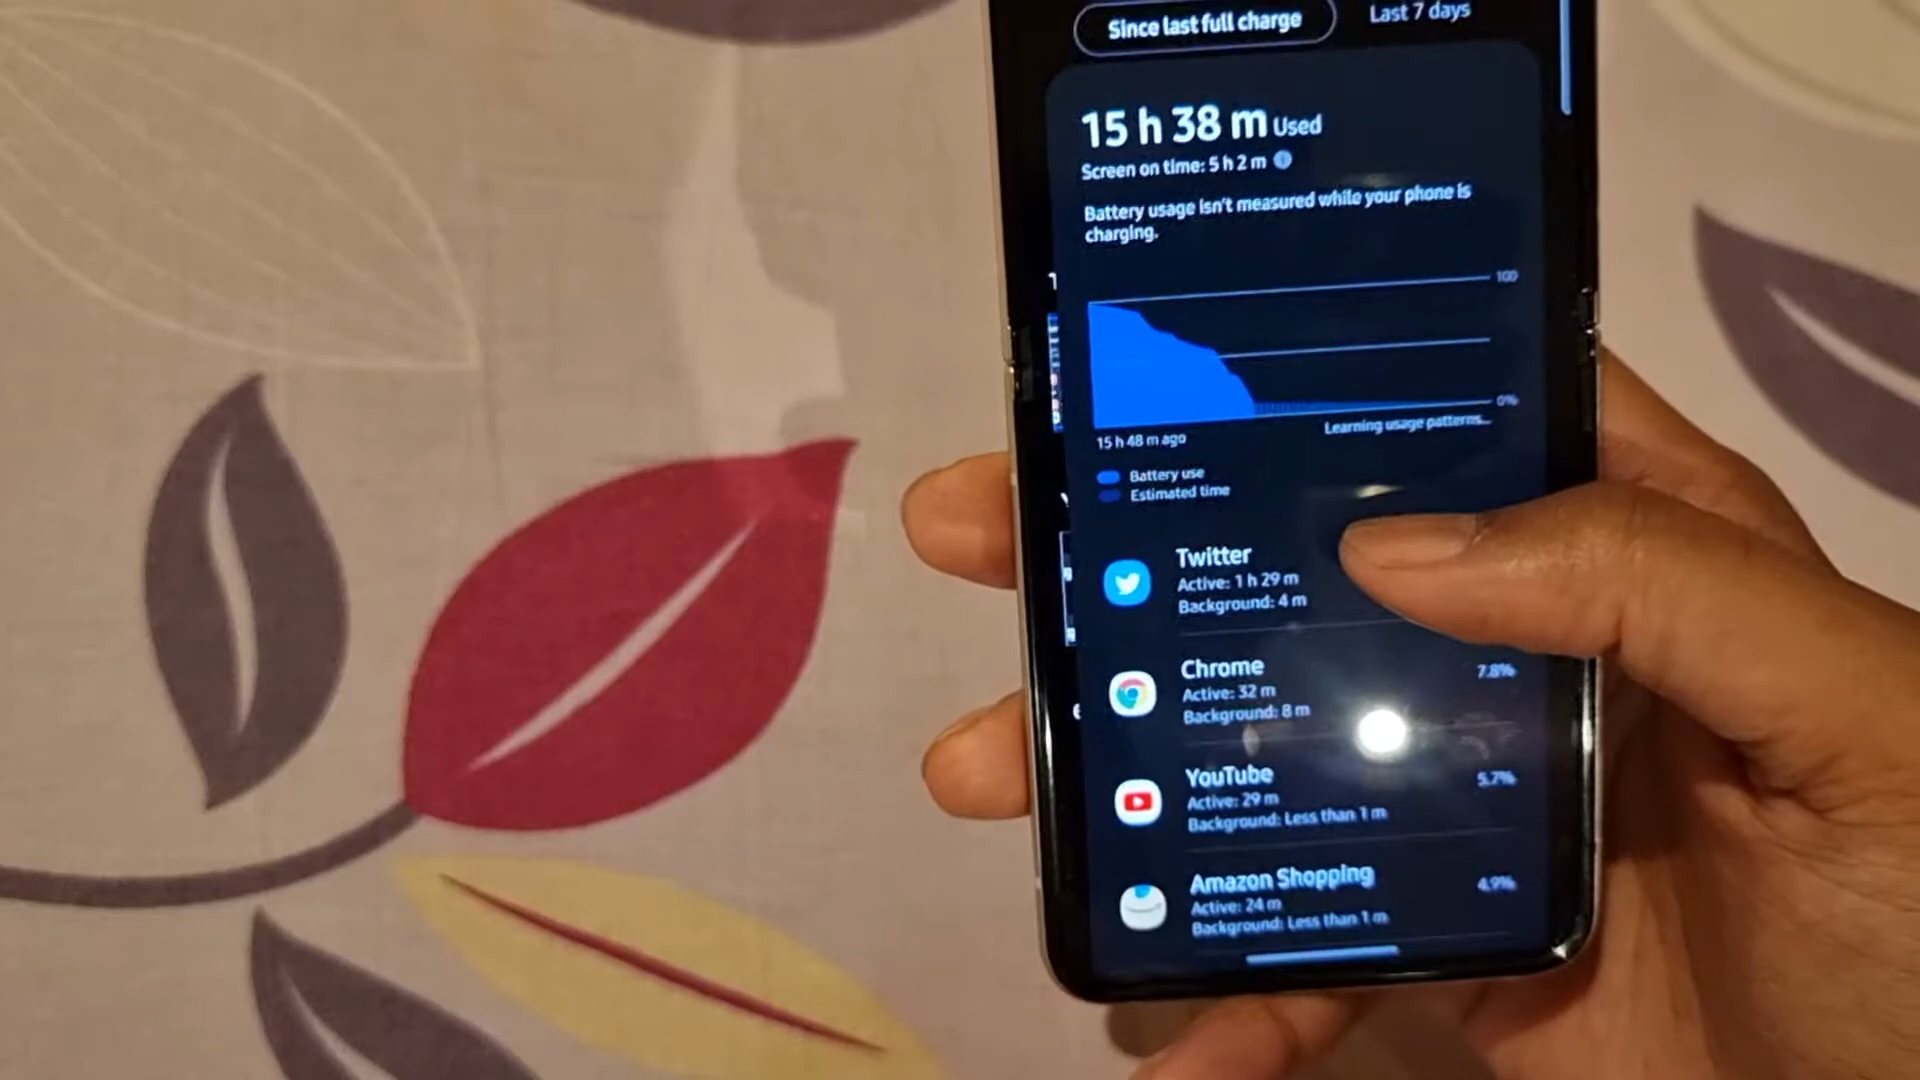 Since last full charge
Last 7 days
15 h 38 m Used
Screen on time: 5 h 2 m
Battery usage isn't measured while your phone is
charging.
100
0%
15 h 48 m ago
Learning usage patterns...
Battery use
Estimated time
Twitter
Active: 1 h 29 m
Background: 4 m
Chrome
7.8%
Active: 32 m
Background: 8 m
YouTube
5.7%
Active: 29 m
Background: Less than 1 m
Amazon Shopping
4.9%
Active: 24 m
Background: Less than 1 m